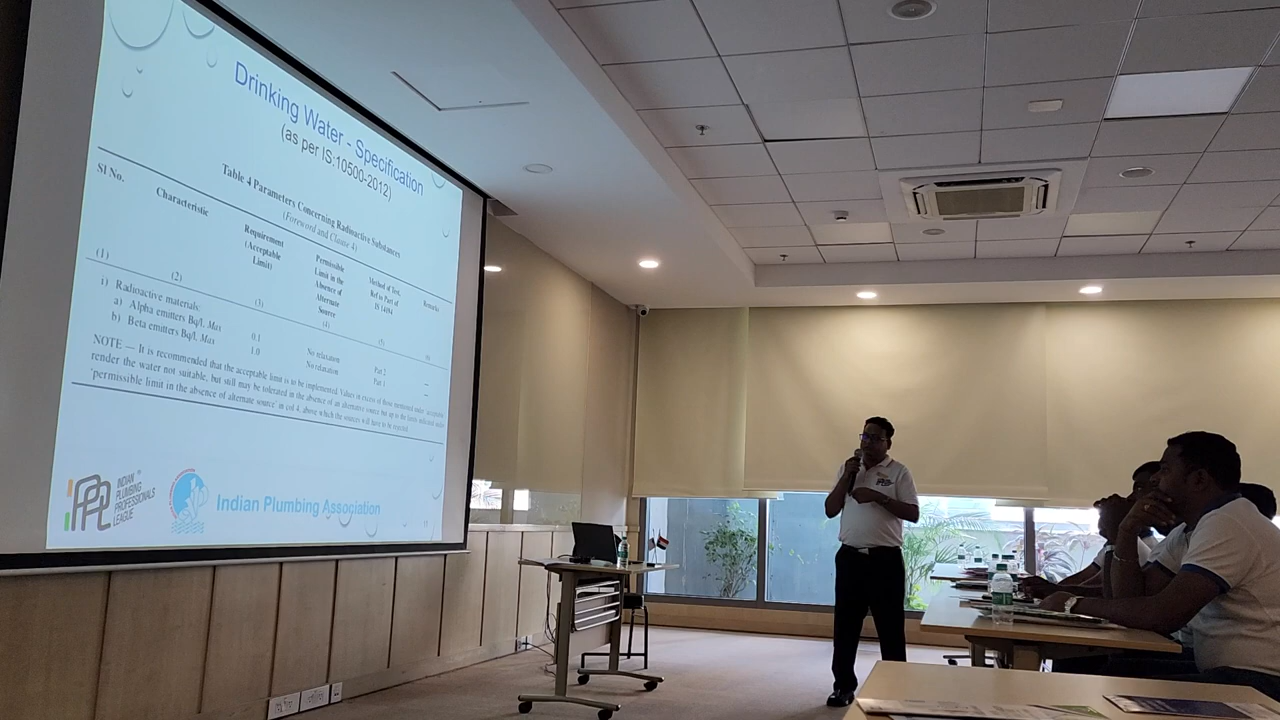 Drinking Water - Specification
(as per IS:10500-2012)
Table 4 Parameters Concerning Radioactive Substances
(Foreword and Clause 4)
Sl No. Characteristic Requirement (Acceptable Limit) Permissible Limit in the Absence of Alternate Source Method of Test, Ref to Part of IS 14194 Remarks
(1) (2) (3) (4) (5) (6)
i) Radioactive materials:
a) Alpha emitters Bq/l, Max 0.1 No relaxation Part 2 —
b) Beta emitters Bq/l, Max 1.0 No relaxation Part 1 —
NOTE — It is recommended that the acceptable limit is to be implemented. Values in excess of those mentioned under 'acceptable'
render the water not suitable, but still may be tolerated in the absence of an alternative source but up to the limits indicated under
'permissible limit in the absence of alternate source' in col 4, above which the sources will have to be rejected.
IPPL®
INDIAN
PLUMBING
PROFESSIONALS
LEAGUE
Indian Plumbing Association